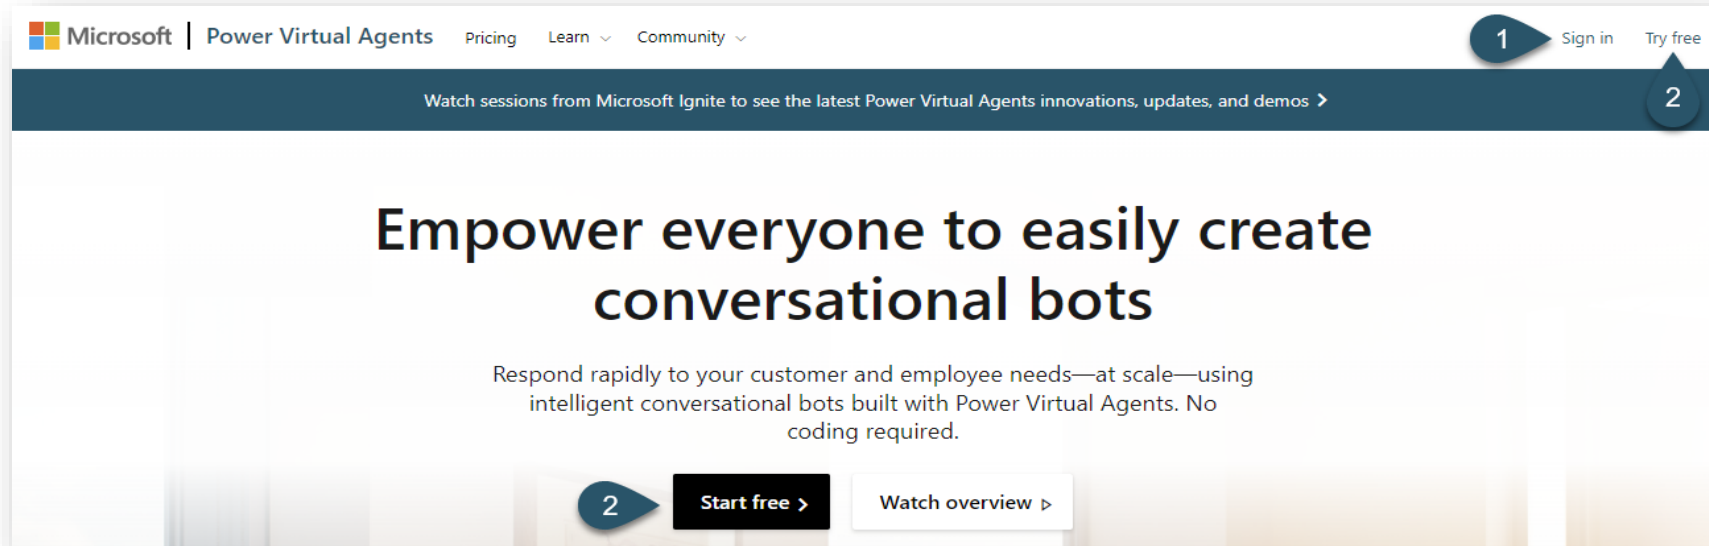 Microsoft | Power Virtual Agents Pricing Learn Community 1 Sign in Try free
Watch sessions from Microsoft Ignite to see the latest Power Virtual Agents innovations, updates, and demos 2
Empower everyone to easily create
conversational bots
Respond rapidly to your customer and employee needs—at scale—using
intelligent conversational bots built with Power Virtual Agents. No
coding required.
2 Start free Watch overview